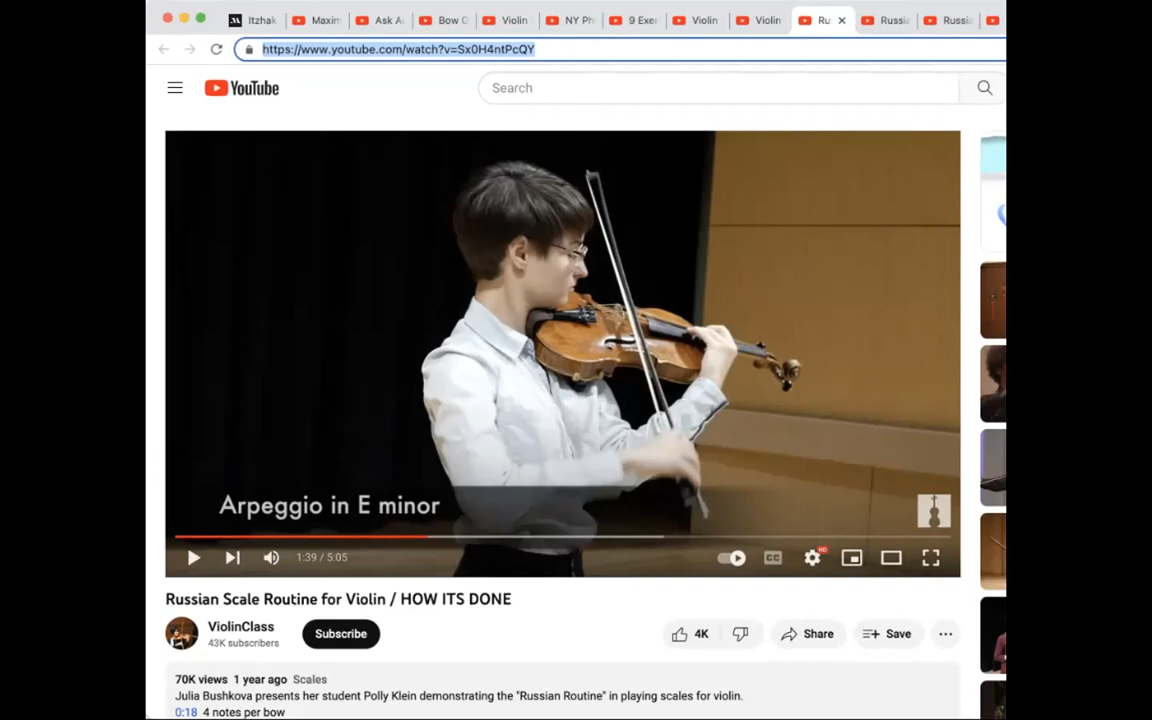 Itzhak
Maxim
Ask A
Bow G
Violin
NY Ph
9 Exer
Violin
Violin
Ru
Russia
Russia
https://www.youtube.com/watch?v=Sx0H4ntPcQY
YouTube
Search
Arpeggio in E minor
1:39 / 5:05
CC
HD
Russian Scale Routine for Violin / HOW ITS DONE
ViolinClass
43K subscribers
Subscribe
4K
Share
Save
70K views 1 year ago Scales
Julia Bushkova presents her student Polly Klein demonstrating the "Russian Routine" in playing scales for violin.
0:18 4 notes per bow